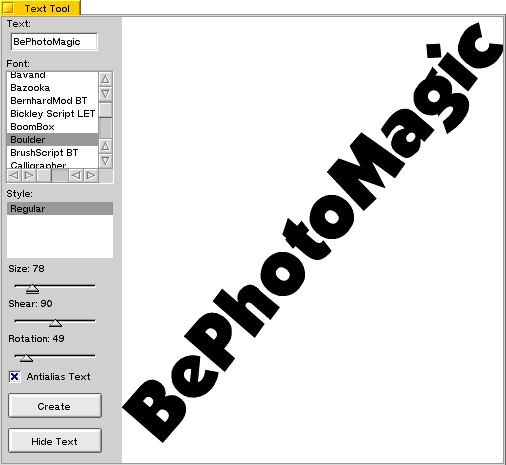 Text Tool
Text:
BePhotoMagic
Font:
Bavand
Bazooka
BernhardMod BT
Bickley Script LET
BoomBox
Boulder
BrushScript BT
Calligrapher
Style:
Regular
Size: 78
Shear: 90
Rotation: 49
Antialias Text
Create
Hide Text
BePhotoMagic